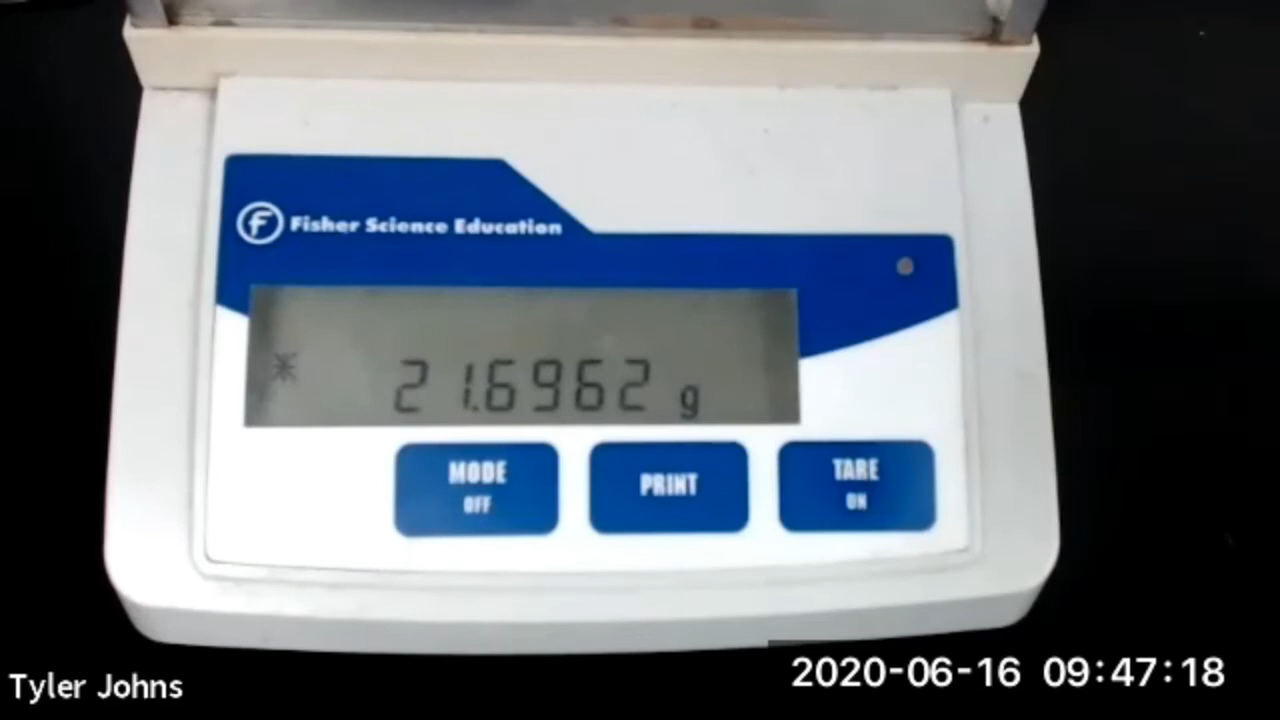 F Fisher Science Education
* 21.6962 g
MODE
OFF
PRINT
TARE
ON
Tyler Johns
2020-06-16 09:47:18